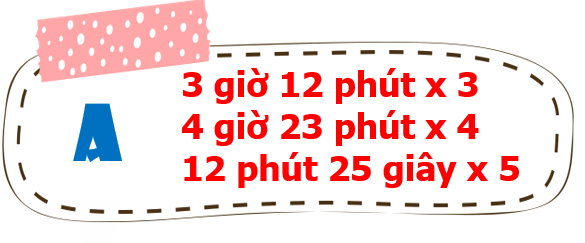 A
3 giờ 12 phút x 3
4 giờ 23 phút x 4
12 phút 25 giây x 5